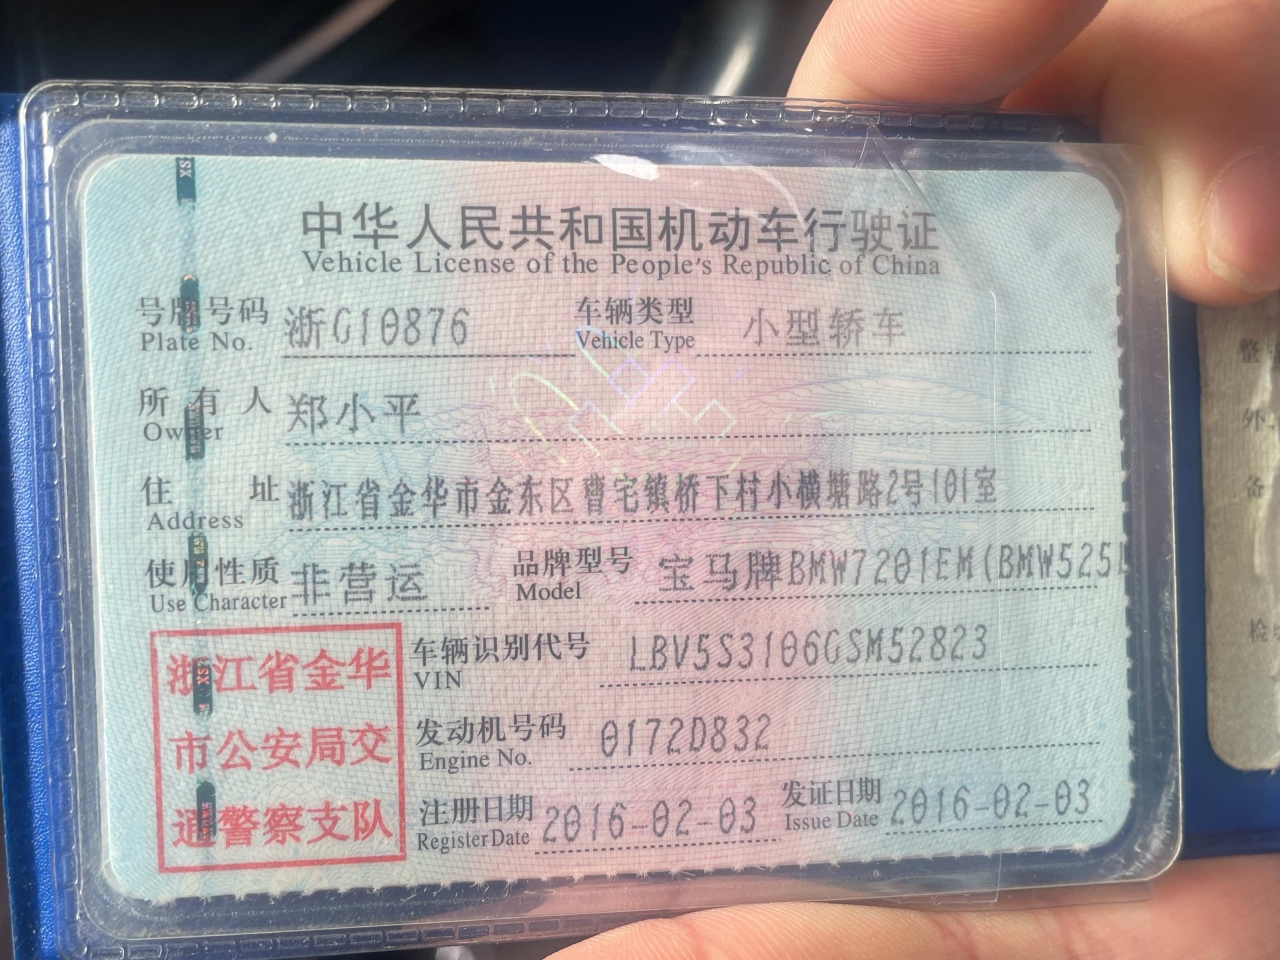 中华人民共和国机动车行驶证
Vehicle License of the People's Republic of China
号牌号码 浙G10876 车辆类型 小型轿车
Plate No. Vehicle Type
所有人 郑小平
Owner
住址 浙江省金华市金东区曹宅镇桥下村小横塘路2号101室
Address
使用性质 非营运 品牌型号 宝马牌BMW7201EM(BMW525L
Use Character Model
车辆识别代号 LBV5S3106GSM52823
VIN
发动机号码 0172D832
Engine No.
注册日期 2016-02-03 发证日期 2016-02-03
Register Date Issue Date
浙江省金华
市公安局交
通警察支队
整
外
备
检